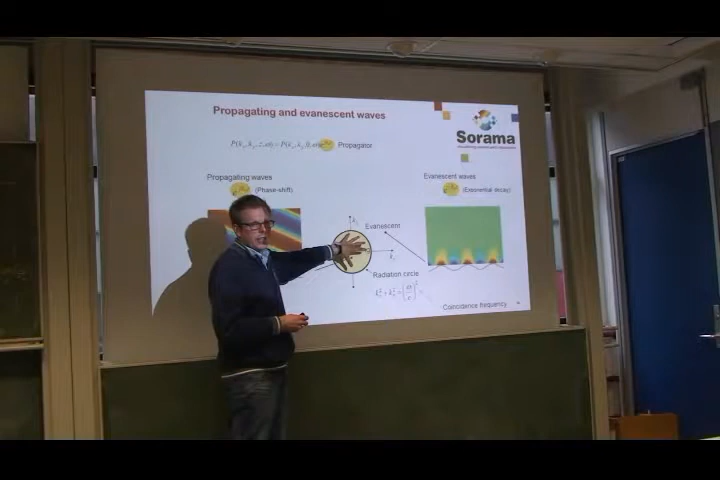 Propagating and evanescent waves
Sorama
Propagator
Propagating waves
(Phase-shift)
Evanescent waves
(Exponential decay)
Evanescent
Radiation circle
Coincidence frequency